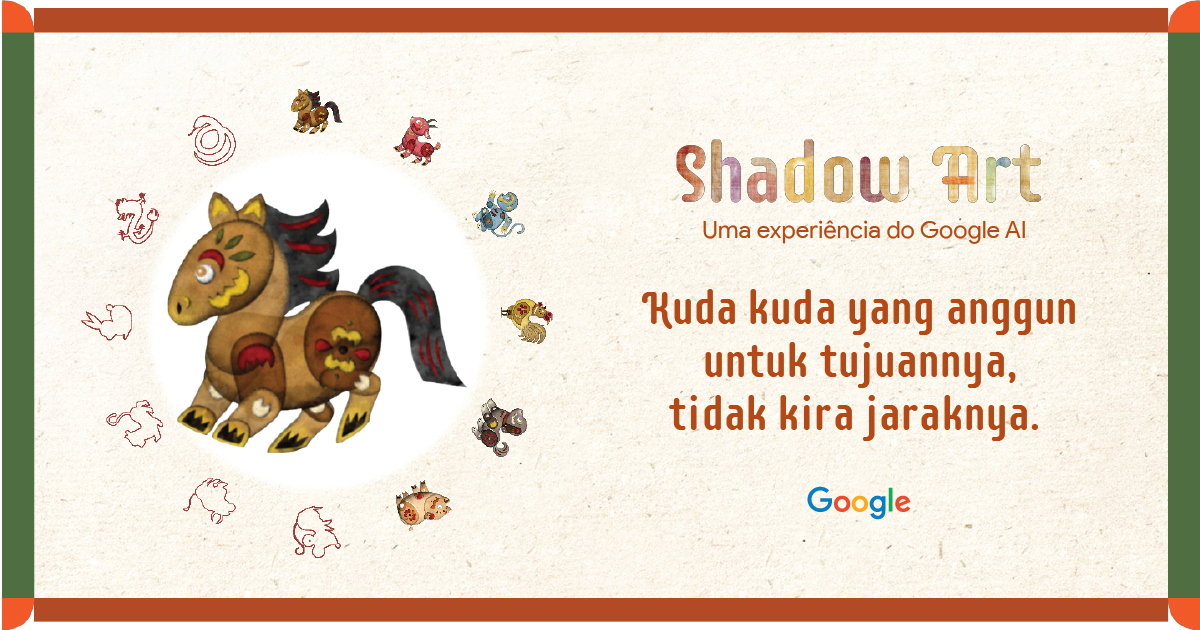 Shadow Art
Uma experiência do Google AI
Kuda kuda yang anggun
untuk tujuannya,
tidak kira jaraknya.
Google